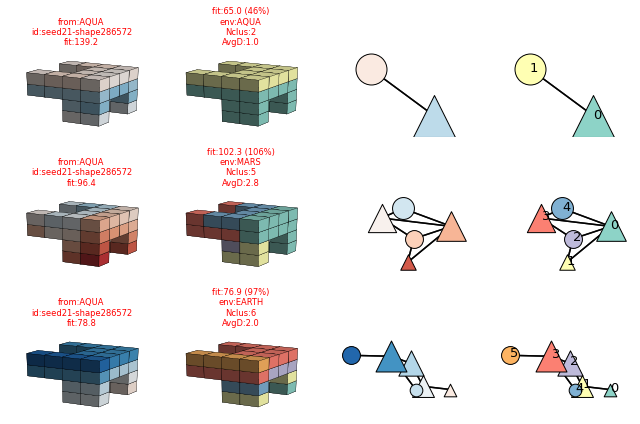 from:AQUA
id:seed21-shape286572
fit:139.2
fit:65.0 (46%)
env:AQUA
Nclus:2
AvgD:1.0
1
0
from:AQUA
id:seed21-shape286572
fit:96.4
fit:102.3 (106%)
env:MARS
Nclus:5
AvgD:2.8
3
4
0
2
1
from:AQUA
id:seed21-shape286572
fit:78.8
fit:76.9 (97%)
env:EARTH
Nclus:6
AvgD:2.0
5
3
2
4
1
0